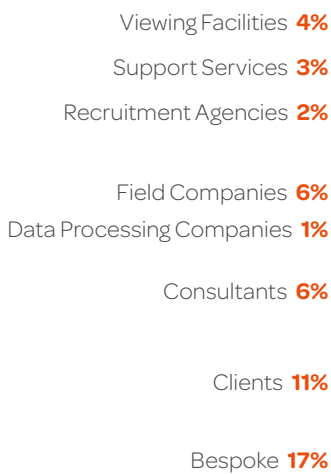 Viewing Facilities 4%
Support Services 3%
Recruitment Agencies 2%
Field Companies 6%
Data Processing Companies 1%
Consultants 6%
Clients 11%
Bespoke 17%